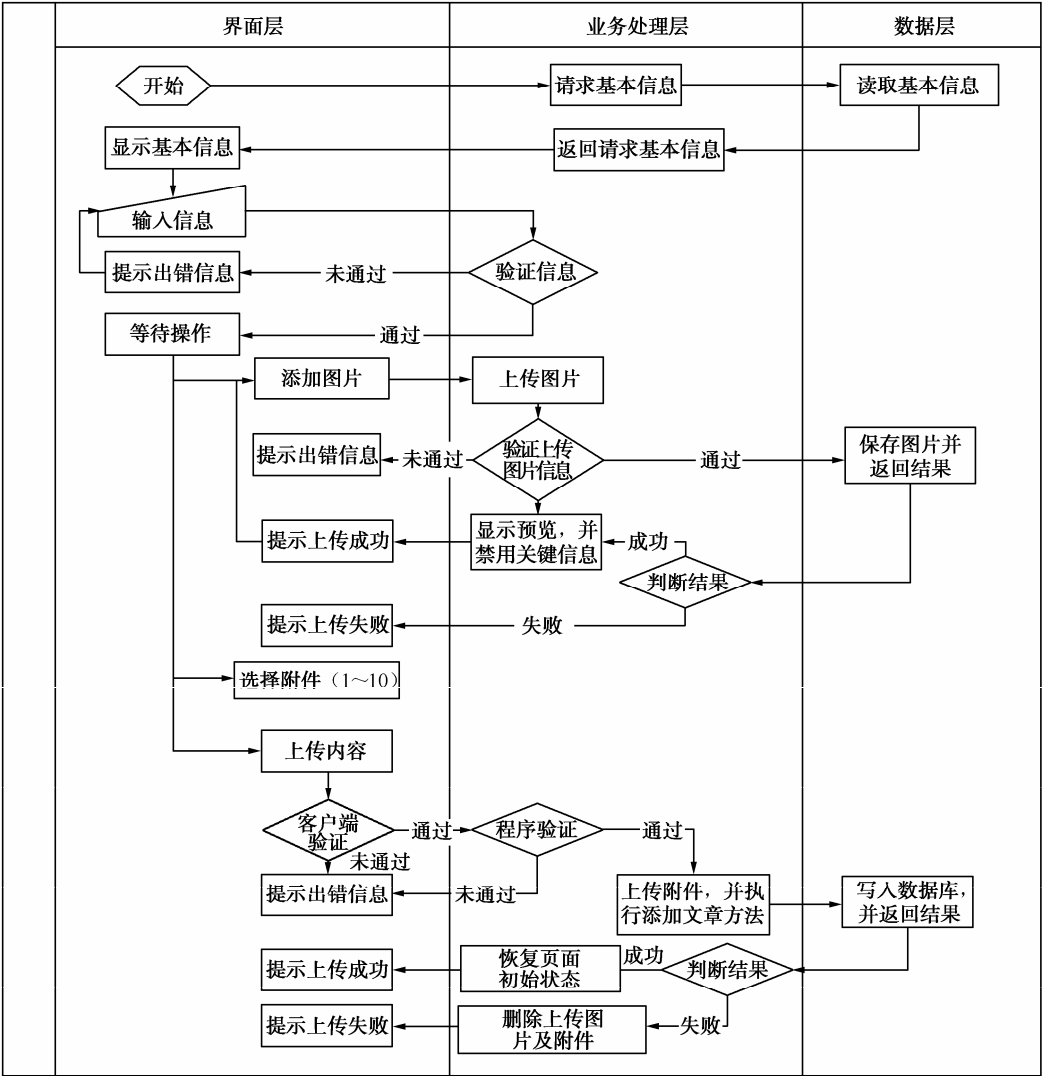 界面层
业务处理层
数据层
开始
请求基本信息
读取基本信息
显示基本信息
返回请求基本信息
输入信息
提示出错信息
未通过
验证信息
等待操作
通过
添加图片
上传图片
提示出错信息
未通过
验证上传
图片信息
通过
保存图片并
返回结果
提示上传成功
显示预览，并
禁用关键信息
成功
判断结果
提示上传失败
失败
选择附件（1～10）
上传内容
客户端
验证
通过
程序验证
通过
未通过
提示出错信息
未通过
上传附件，并执
行添加文章方法
写入数据库，
并返回结果
提示上传成功
恢复页面
初始状态
成功
判断结果
提示上传失败
删除上传图
片及附件
失败